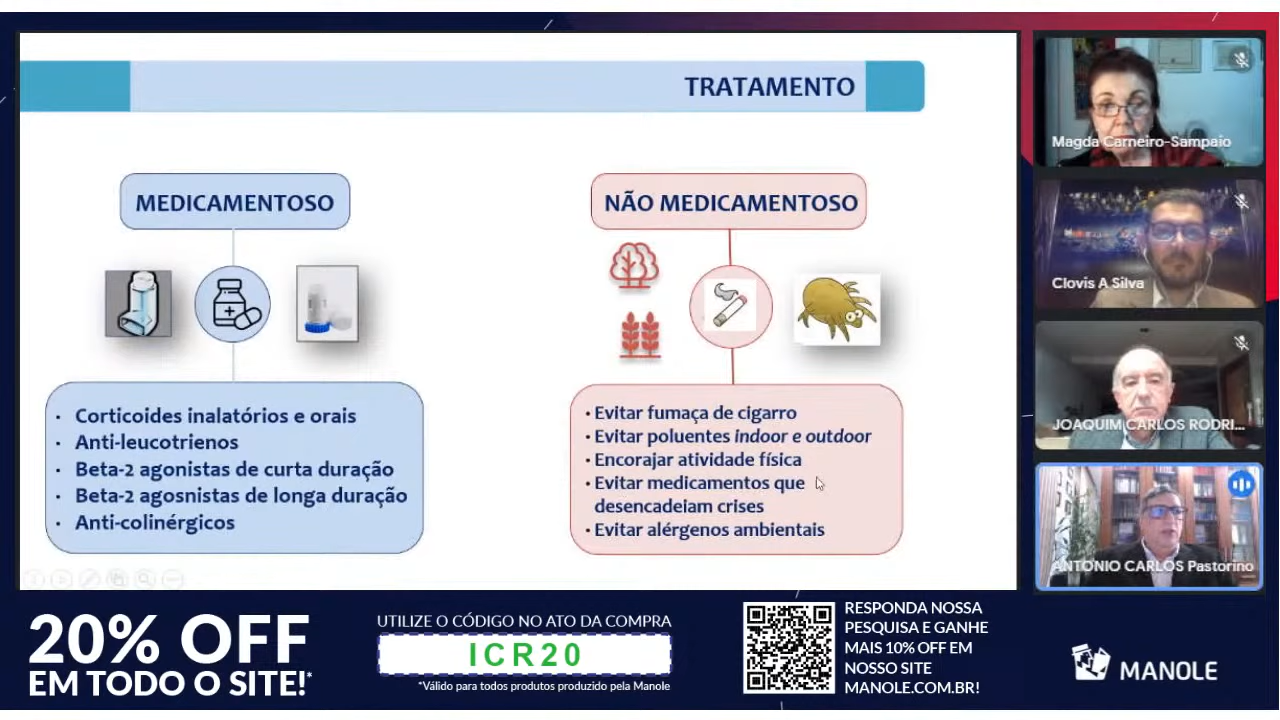 TRATAMENTO
MEDICAMENTOSO
NÃO MEDICAMENTOSO
• Corticoides inalatórios e orais
• Anti-leucotrienos
• Beta-2 agonistas de curta duração
• Beta-2 agosnistas de longa duração
• Anti-colinérgicos
• Evitar fumaça de cigarro
• Evitar poluentes indoor e outdoor
• Encorajar atividade física
• Evitar medicamentos que
desencadeiam crises
• Evitar alérgenos ambientais
Magda Carneiro-Sampaio
Clovis A Silva
JOAQUIM CARLOS RODRI...
ANTONIO CARLOS Pastorino
20% OFF
EM TODO O SITE!*
UTILIZE O CÓDIGO NO ATO DA COMPRA
ICR20
*Válido para todos produtos produzido pela Manole
RESPONDA NOSSA
PESQUISA E GANHE
MAIS 10% OFF EM
NOSSO SITE
MANOLE.COM.BR!
MANOLE